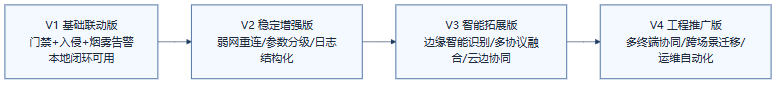 V1 基础联动版
门禁+入侵+烟雾告警
本地闭环可用
V2 稳定增强版
弱网重连/参数分级/日志
结构化
V3 智能拓展版
边缘智能识别/多协议融
合/云边协同
V4 工程推广版
多终端协同/跨场景迁移/
运维自动化